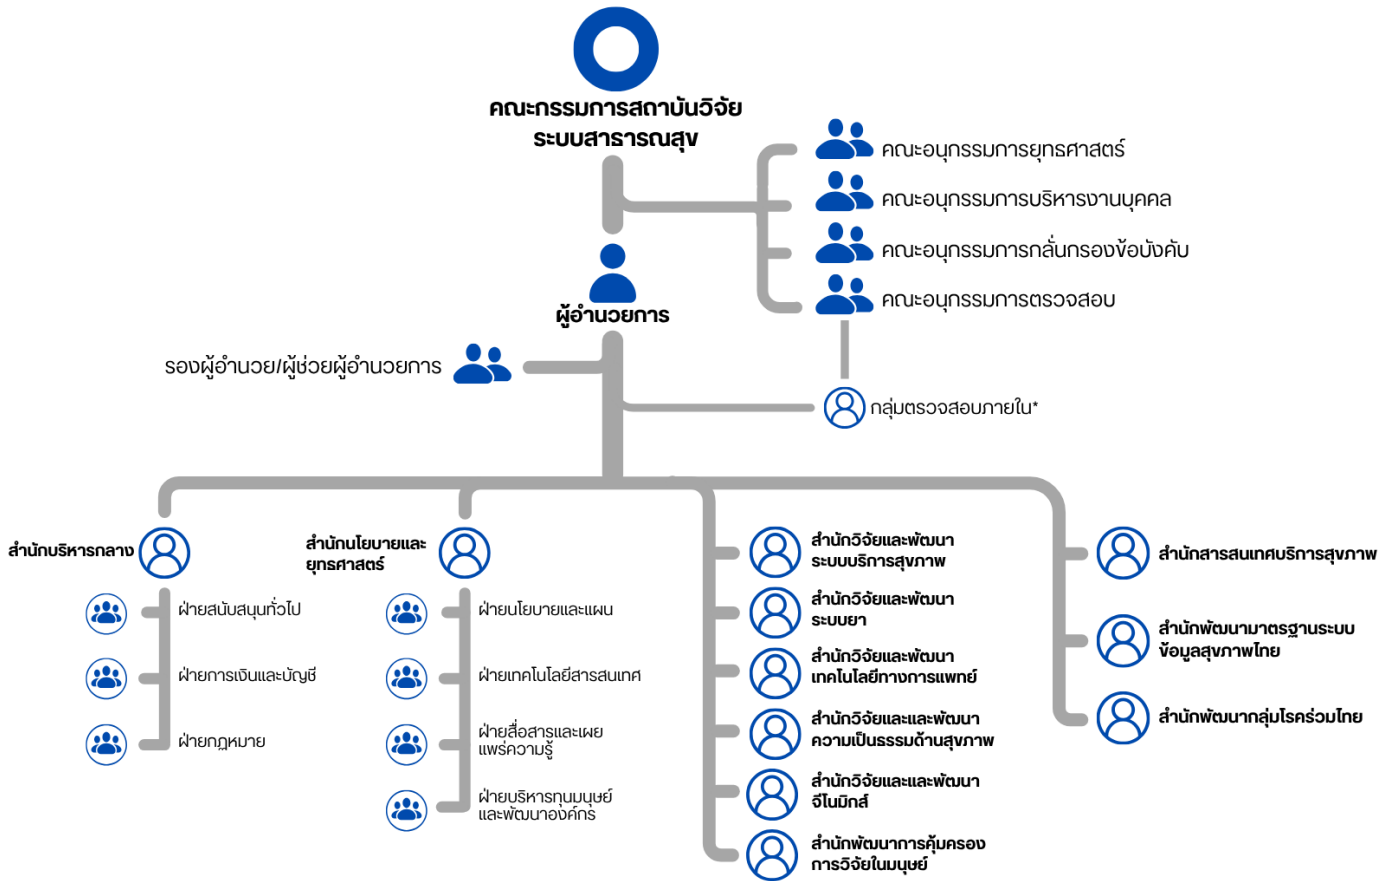 คณะกรรมการสถาบันวิจัย
ระบบสาธารณสุข
คณะอนุกรรมการยุทธศาสตร์
คณะอนุกรรมการบริหารงานบุคคล
คณะอนุกรรมการกลั่นกรองข้อบังคับ
คณะอนุกรรมการตรวจสอบ
ผู้อำนวยการ
รองผู้อำนวย/ผู้ช่วยผู้อำนวยการ
กลุ่มตรวจสอบภายใน*
สำนักบริหารกลาง
ฝ่ายสนับสนุนทั่วไป
ฝ่ายการเงินและบัญชี
ฝ่ายกฎหมาย
สำนักนโยบายและ
ยุทธศาสตร์
ฝ่ายนโยบายและแผน
ฝ่ายเทคโนโลยีสารสนเทศ
ฝ่ายสื่อสารและเผย
แพร่ความรู้
ฝ่ายบริหารทุนมนุษย์
และพัฒนาองค์กร
สำนักวิจัยและพัฒนา
ระบบบริการสุขภาพ
สำนักวิจัยและพัฒนา
ระบบยา
สำนักวิจัยและพัฒนา
เทคโนโลยีทางการแพทย์
สำนักวิจัยและและพัฒนา
ความเป็นธรรมด้านสุขภาพ
สำนักวิจัยและและพัฒนา
จีโนมิกส์
สำนักพัฒนาการคุ้มครอง
การวิจัยในมนุษย์
สำนักสารสนเทศบริการสุขภาพ
สำนักพัฒนามาตรฐานระบบ
ข้อมูลสุขภาพไทย
สำนักพัฒนากลุ่มโรคร่วมไทย